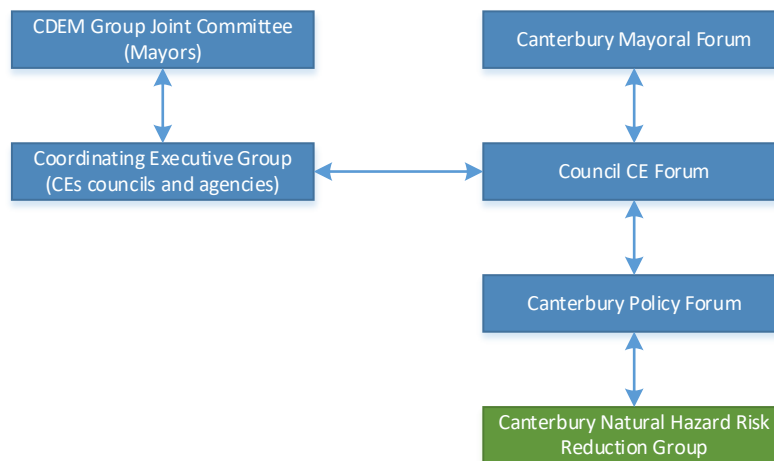 CDEM Group Joint Committee
(Mayors)
Canterbury Mayoral Forum
Coordinating Executive Group
(CEs councils and agencies)
Council CE Forum
Canterbury Policy Forum
Canterbury Natural Hazard Risk
Reduction Group